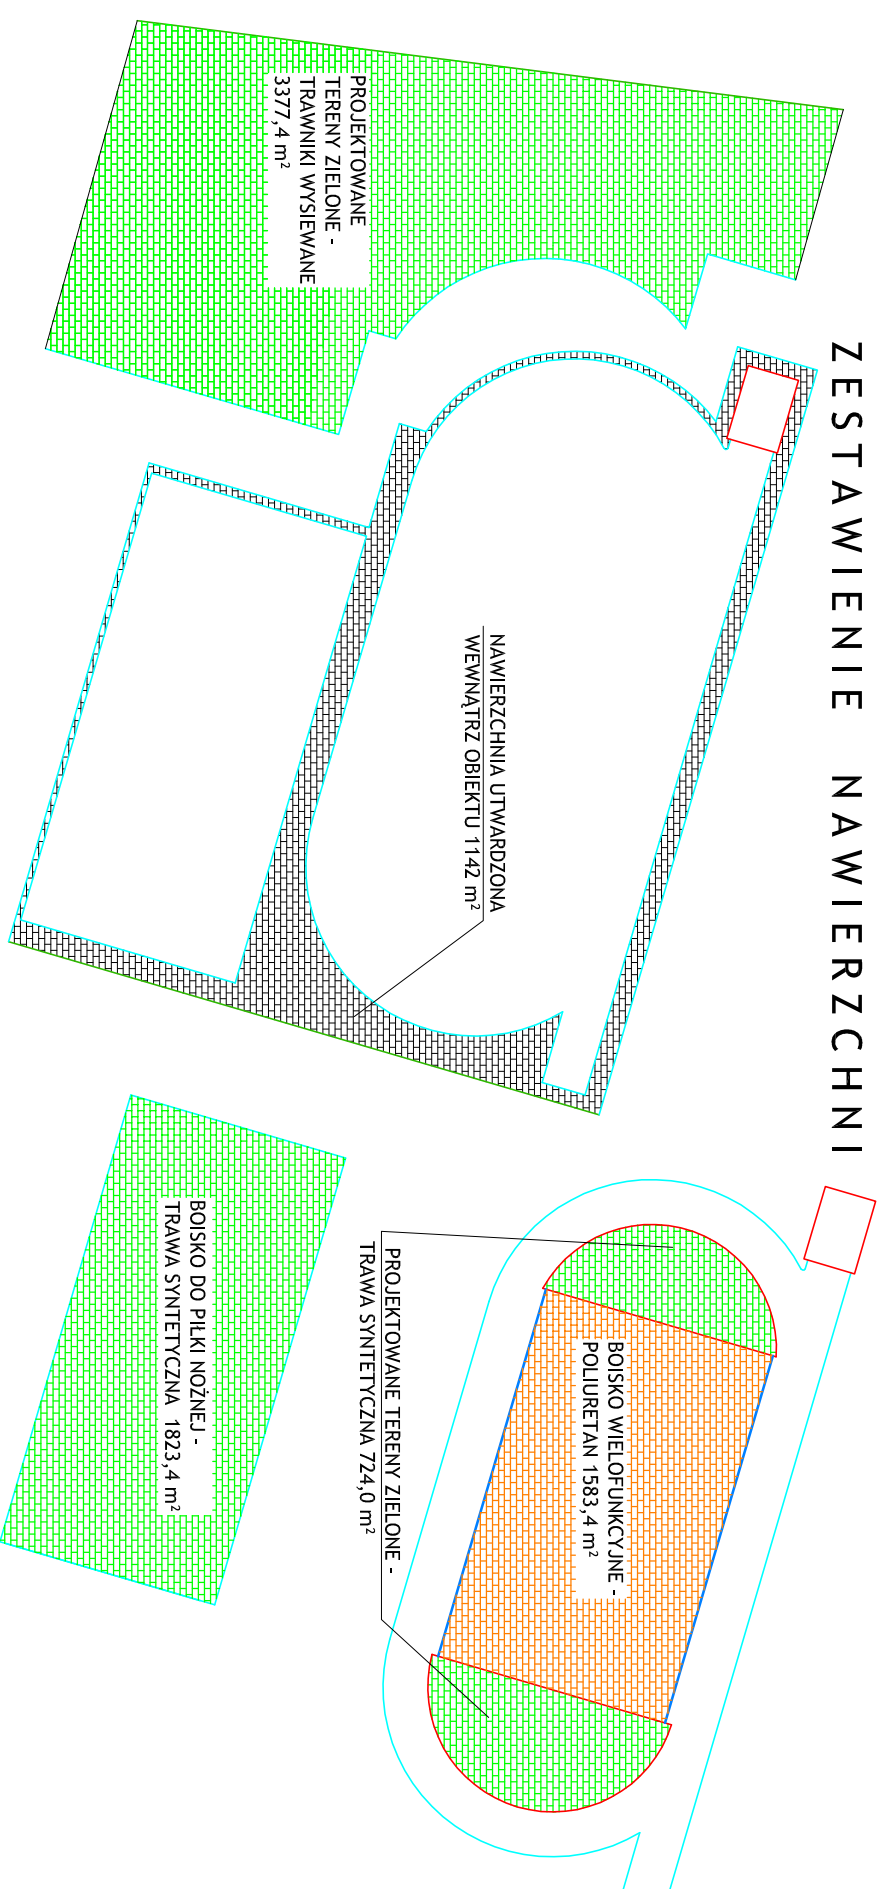 ZESTAWIENIE NAWIERZCHNI
PROJEKTOWANE
TERENY ZIELONE -
TRAWNIKI WYSIEWANE
3377,4 m²
NAWIERZCHNIA UTWARDZONA
WEWNĄTRZ OBIEKTU 1142 m²
BOISKO WIELOFUNKCYJNE -
POLIURETAN 1583,4 m²
PROJEKTOWANE TERENY ZIELONE -
TRAWA SYNTETYCZNA 724,0 m²
BOISKO DO PIŁKI NOŻNEJ -
TRAWA SYNTETYCZNA 1823,4 m²